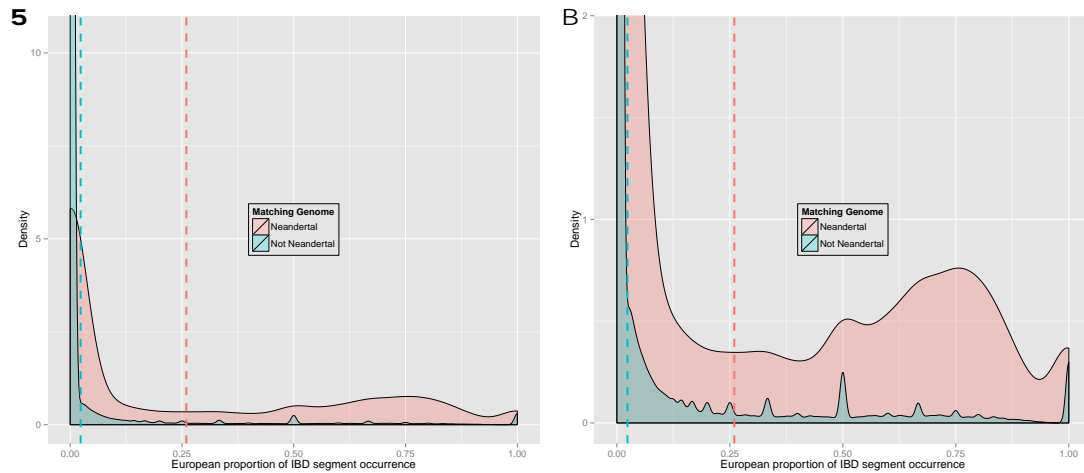 5
10
5
0
Density
0.00 0.25 0.50 0.75 1.00
European proportion of IBD segment occurrence
Matching Genome
Neandertal
Not Neandertal
B
2
1
0
Density
0.00 0.25 0.50 0.75 1.00
European proportion of IBD segment occurrence
Matching Genome
Neandertal
Not Neandertal